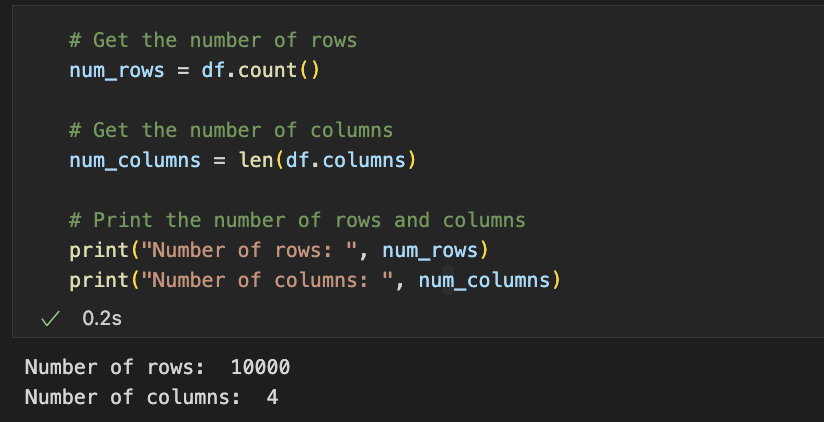 # Get the number of rows
num_rows = df.count()
# Get the number of columns
num_columns = len(df.columns)
# Print the number of rows and columns
print("Number of rows: ", num_rows)
print("Number of columns: ", num_columns)
✓ 0.2s
Number of rows:  10000
Number of columns:  4